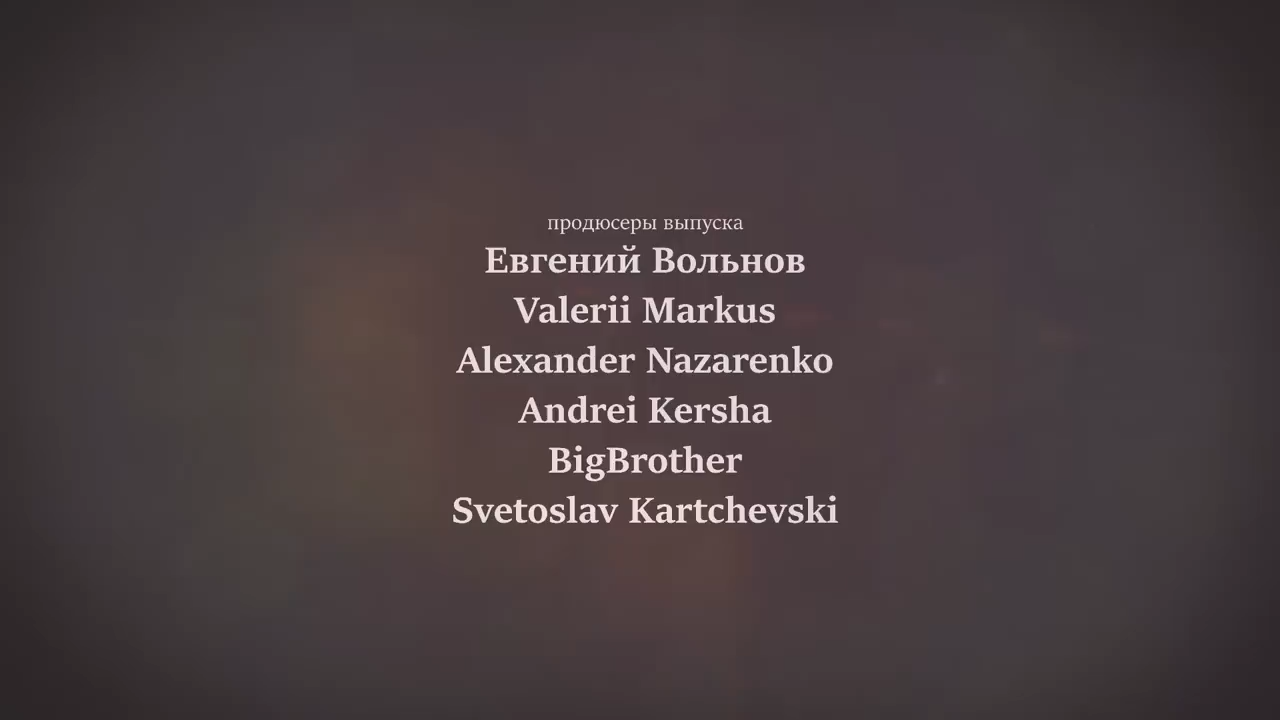 продюсеры выпуска
Евгений Вольнов
Valerii Markus
Alexander Nazarenko
Andrei Kersha
BigBrother
Svetoslav Kartchevski